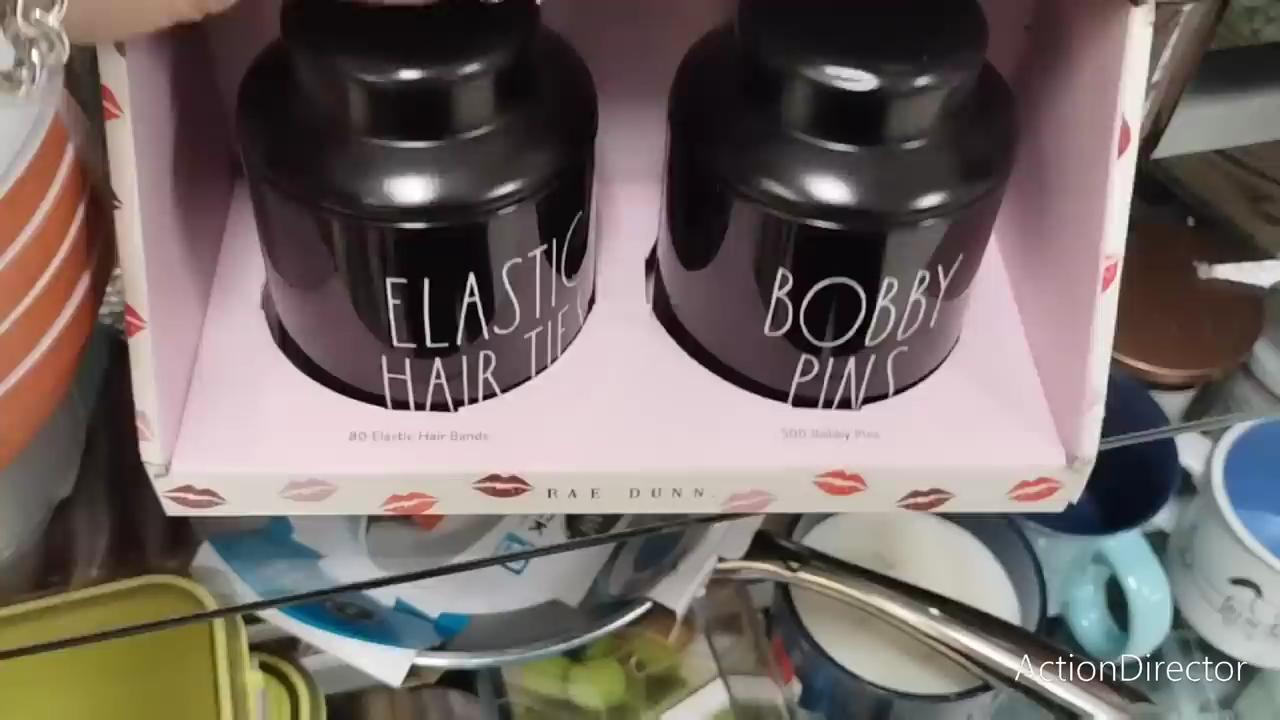 ELASTIC
HAIR TIES
BOBBY
PINS
80 Elastic Hair Bands
500 Bobby Pins
RAE DUNN.
ActionDirector